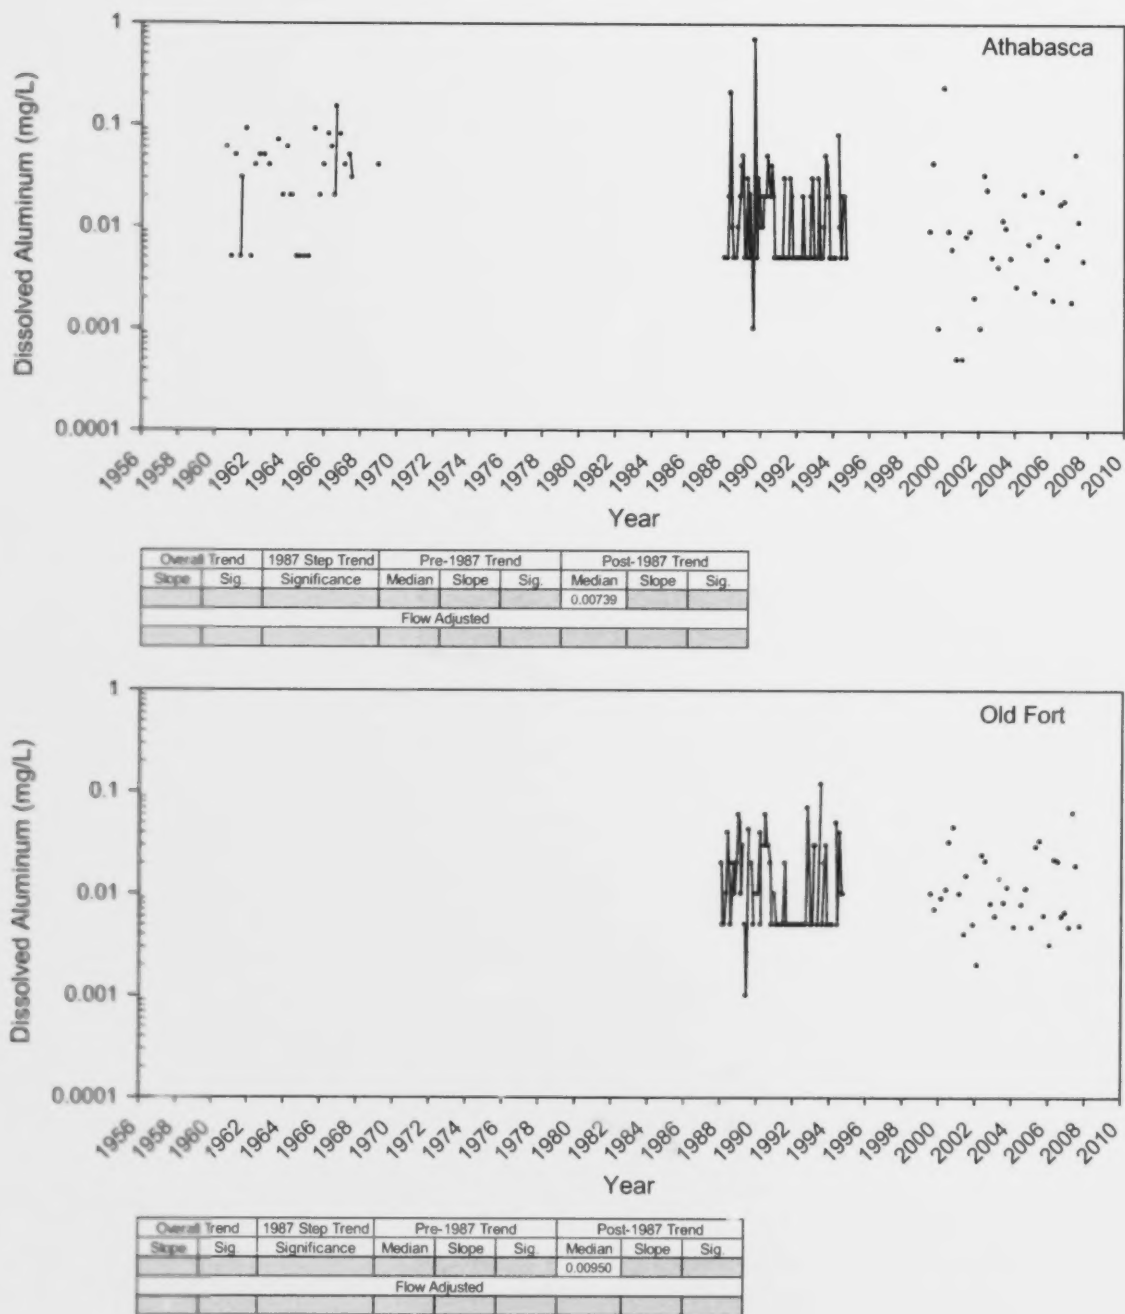 Athabasca
Dissolved Aluminum (mg/L)
1
0.1
0.01
0.001
0.0001
1956 1958 1960 1962 1964 1966 1968 1970 1972 1974 1976 1978 1980 1982 1984 1986 1988 1990 1992 1994 1996 1998 2000 2002 2004 2006 2008 2010
Year
Overall Trend 1987 Step Trend Pre-1987 Trend Post-1987 Trend
Slope Sig. Significance Median Slope Sig. Median Slope Sig.
0.00739
Flow Adjusted
Old Fort
Dissolved Aluminum (mg/L)
1
0.1
0.01
0.001
0.0001
1956 1958 1960 1962 1964 1966 1968 1970 1972 1974 1976 1978 1980 1982 1984 1986 1988 1990 1992 1994 1996 1998 2000 2002 2004 2006 2008 2010
Year
Overall Trend 1987 Step Trend Pre-1987 Trend Post-1987 Trend
Slope Sig. Significance Median Slope Sig. Median Slope Sig.
0.00950
Flow Adjusted